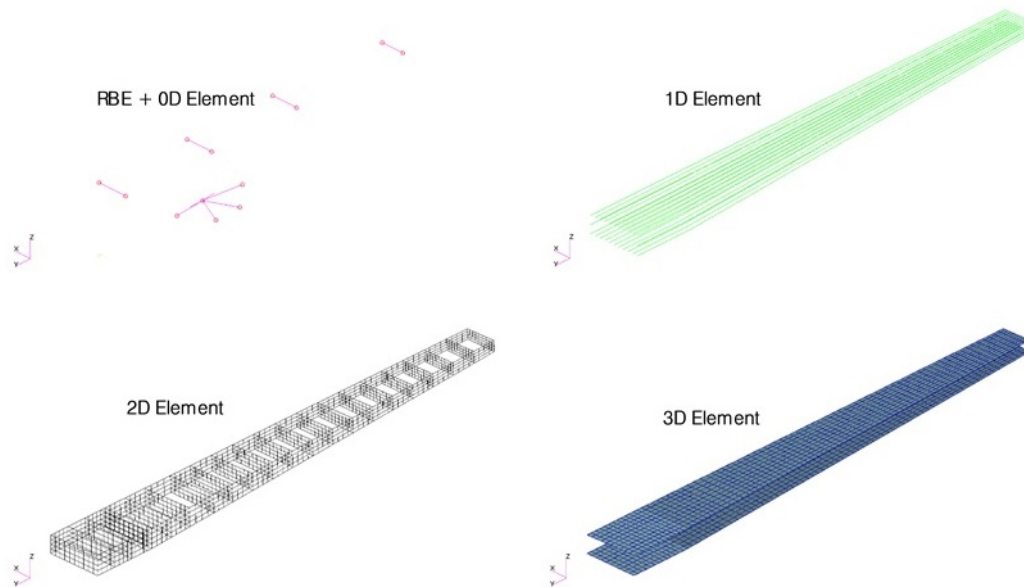 RBE + 0D Element
1D Element
z
x
y
z
x
y
2D Element
3D Element
z
x
y
z
x
y